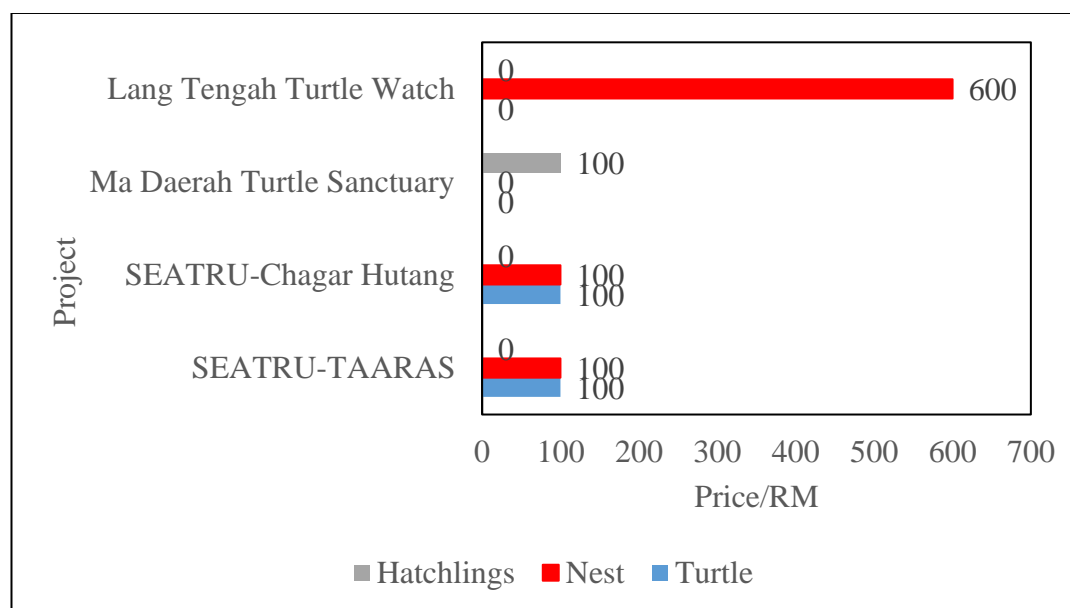 0
Lang Tengah Turtle Watch 600
0
100
Ma Daerah Turtle Sanctuary 0
0
Project
0
SEATRU-Chagar Hutang 100
100
0
SEATRU-TAARAS 100
100
0 100 200 300 400 500 600 700
Price/RM
Hatchlings Nest Turtle